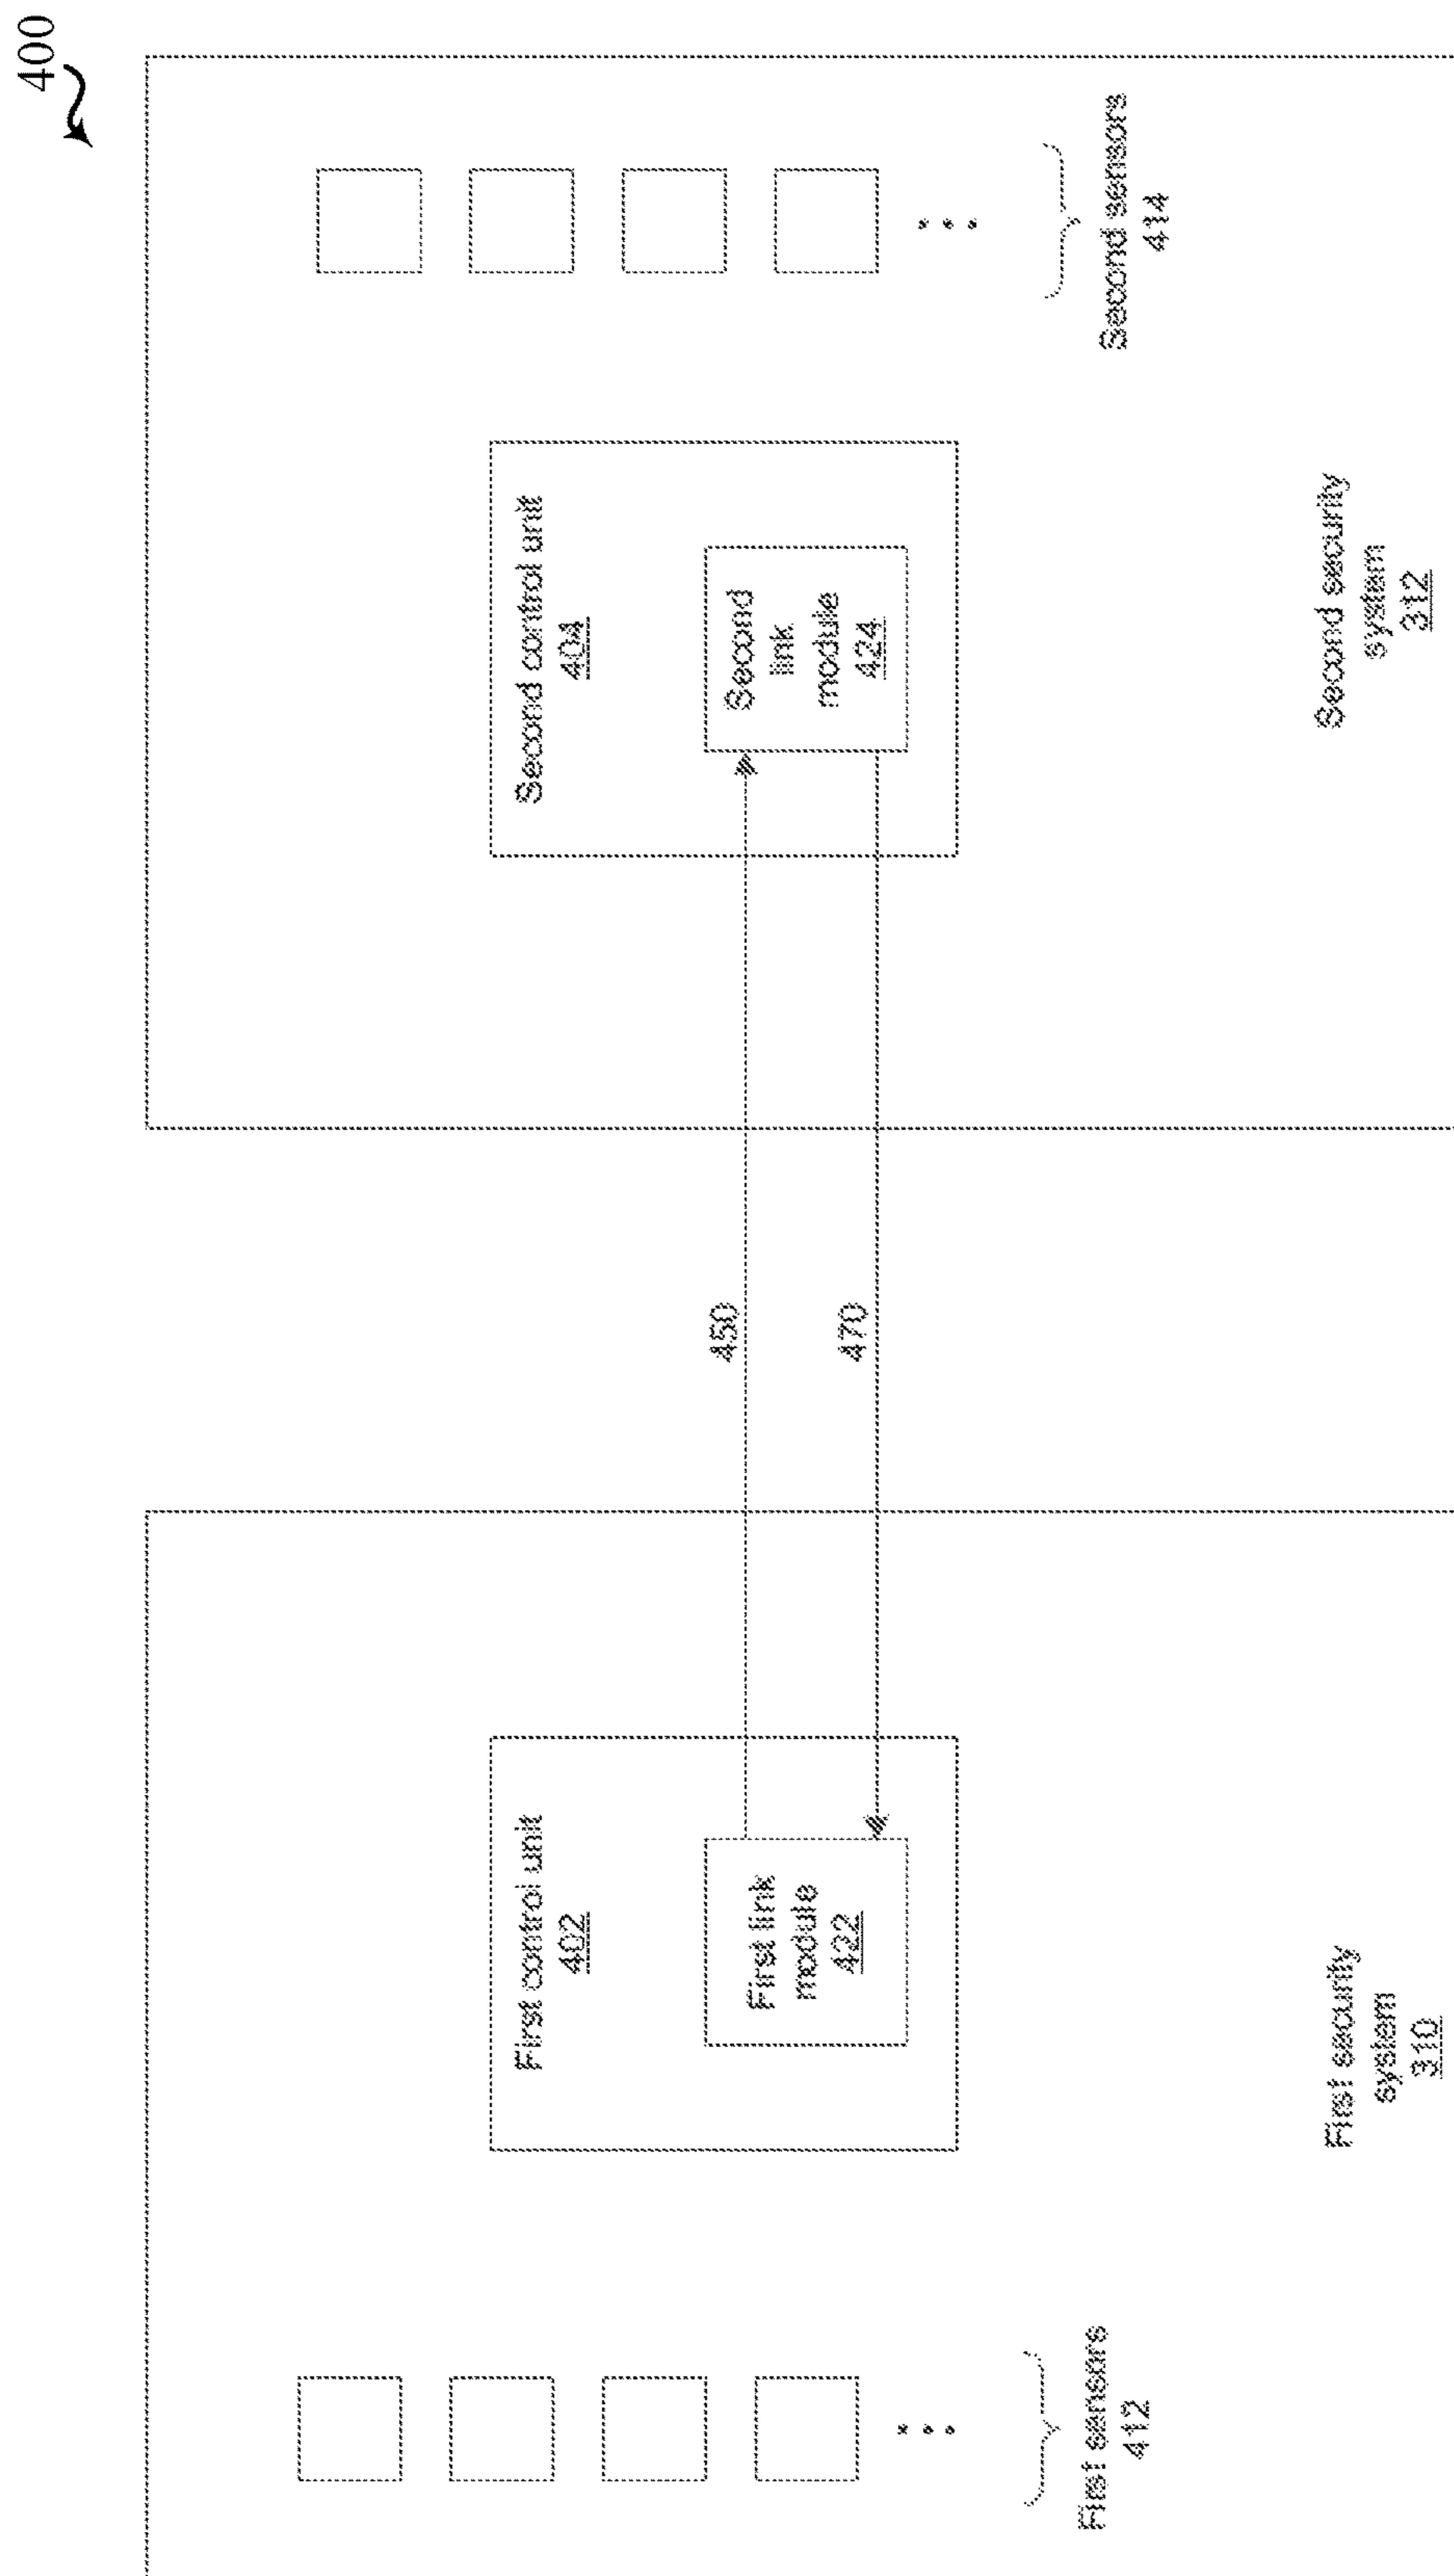 400
First sensors
412
First control unit
402
First link
module
422
First security
system
310
450
470
Second control unit
404
Second
link
module
424
Second security
system
312
Second sensors
414